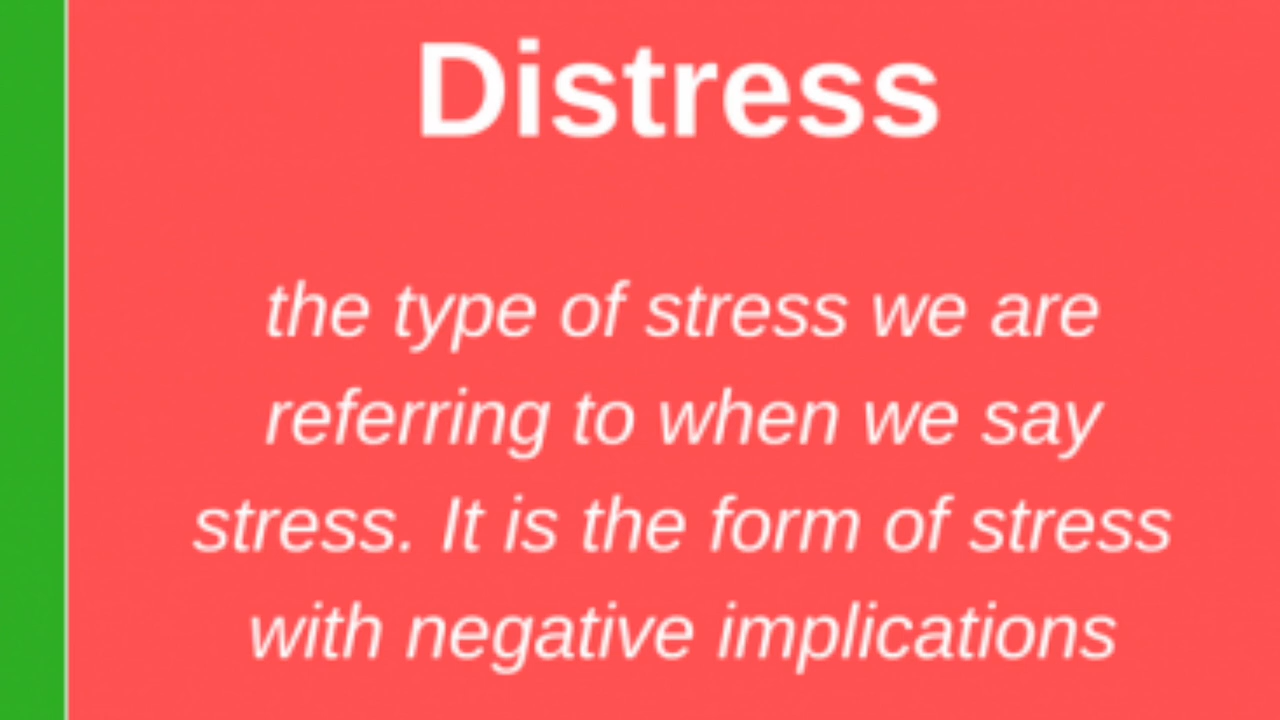 Distress
the type of stress we are
referring to when we say
stress. It is the form of stress
with negative implications